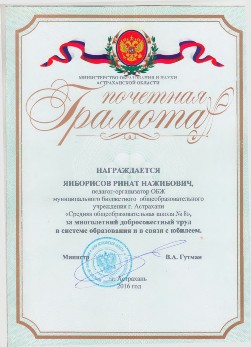 МИНИСТЕРСТВО ОБРАЗОВАНИЯ И НАУКИ
АСТРАХАНСКОЙ ОБЛАСТИ
почетная
Грамота
НАГРАЖДАЕТСЯ
ЯНБОРИСОВ РИНАТ НАЖИБОВИЧ,
педагог-организатор ОБЖ
муниципального бюджетного общеобразовательного
учреждения г. Астрахани
«Средняя общеобразовательная школа №
за многолетний добросовестный труд
в системе образования и в связи с юбилеем.
Министр В.А. Гутман
г. Астрахань
2016 год